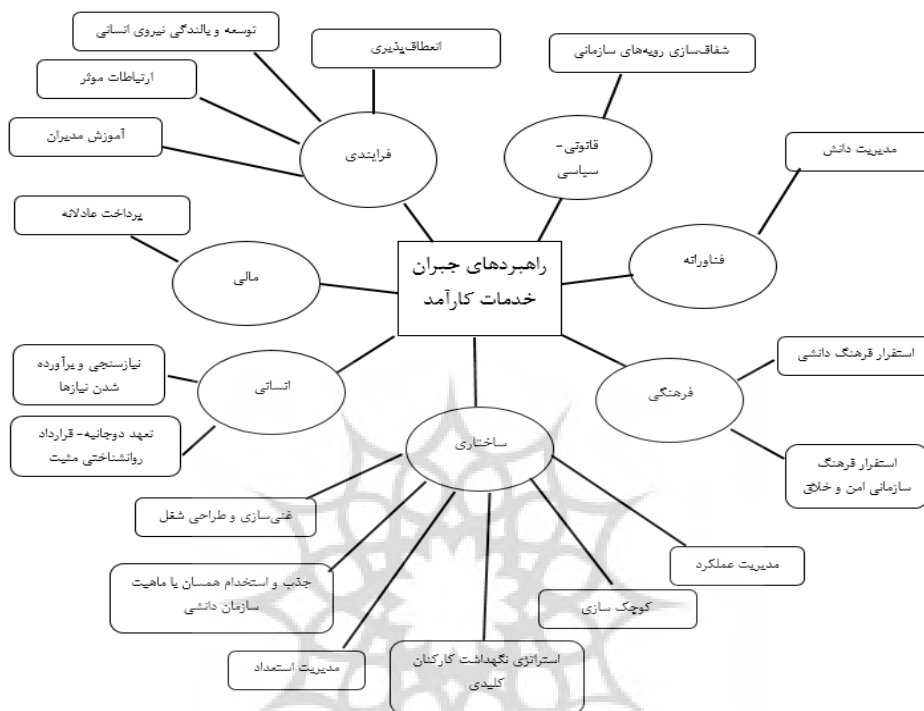 توسعه و بالندگی نیروی انسانی
انعطاف‌پذیری
شفاف‌سازی رویه‌های سازمانی
ارتباطات موثر
آموزش مدیران
فرایندی
قانونی-
سیاسی
مدیریت دانش
پرداخت عادلانه
مالی
راهبردهای جبران
خدمات کارآمد
فناورانه
نیازسنجی و برآورده
شدن نیازها
انسانی
تعهد دوجانبه- قرارداد
روانشناختی مثبت
ساختاری
فرهنگی
استقرار فرهنگ دانشی
استقرار فرهنگ
سازمانی امن و خلاق
غنی‌سازی و طراحی شغل
جذب و استخدام همسان با ماهیت
سازمان دانشی
مدیریت استعداد
استراتژی نگهداشت کارکنان
کلیدی
کوچک سازی
مدیریت عملکرد